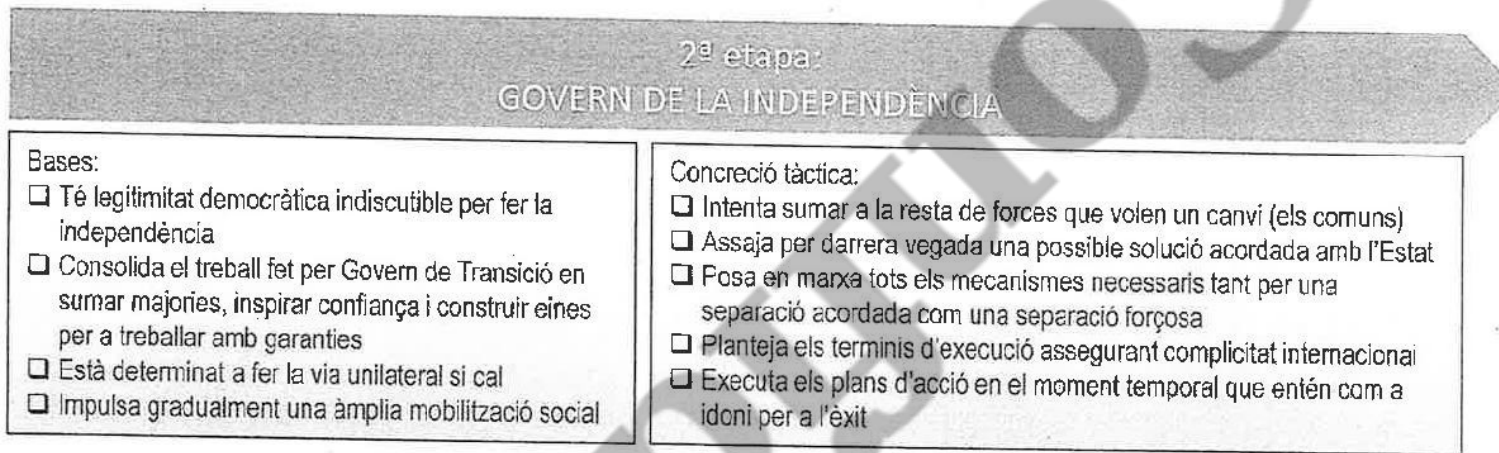 2ª etapa:
GOVERN DE LA INDEPENDÈNCIA
Bases:
❑ Té legitimitat democràtica indiscutible per fer la
independència
❑ Consolida el treball fet per Govern de Transició en
sumar majories, inspirar confiança i construir eines
per a treballar amb garanties
❑ Està determinat a fer la via unilateral si cal
❑ Impulsa gradualment una àmplia mobilització social
Concreció tàctica:
❑ Intenta sumar a la resta de forces que volen un canvi (els comuns)
❑ Assaja per darrera vegada una possible solució acordada amb l'Estat
❑ Posa en marxa tots els mecanismes necessaris tant per una
separació acordada com una separació forçosa
❑ Planteja els terminis d'execució assegurant complicitat internacional
❑ Executa els plans d'acció en el moment temporal que entén com a
idoni per a l'èxit